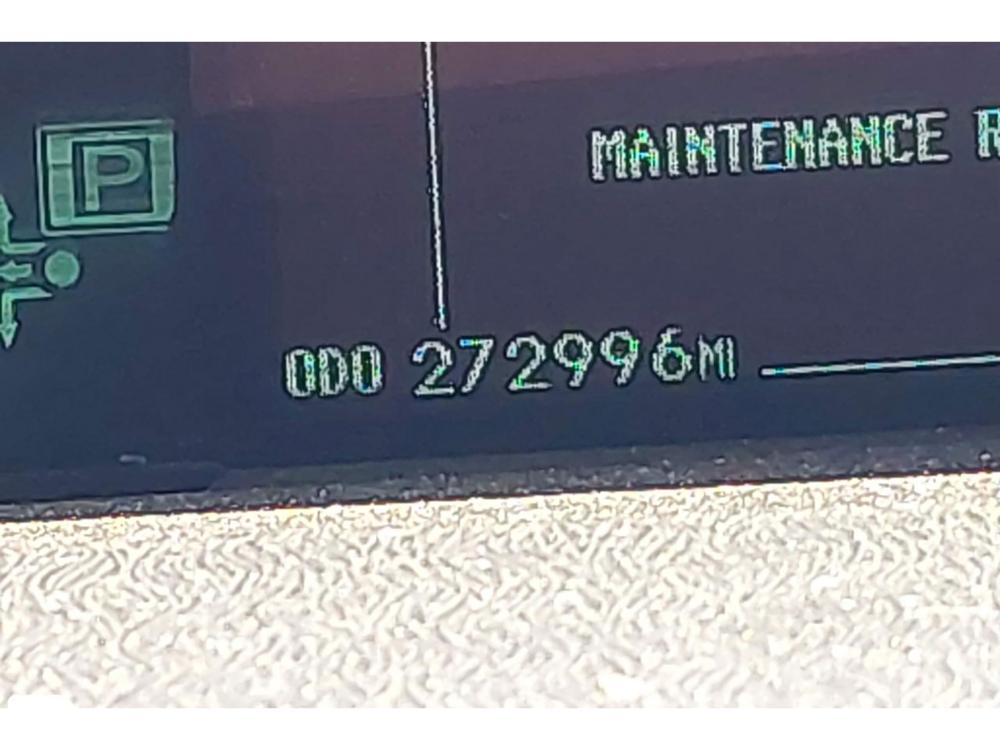 P
MAINTENANCE R
ODO 272996MI